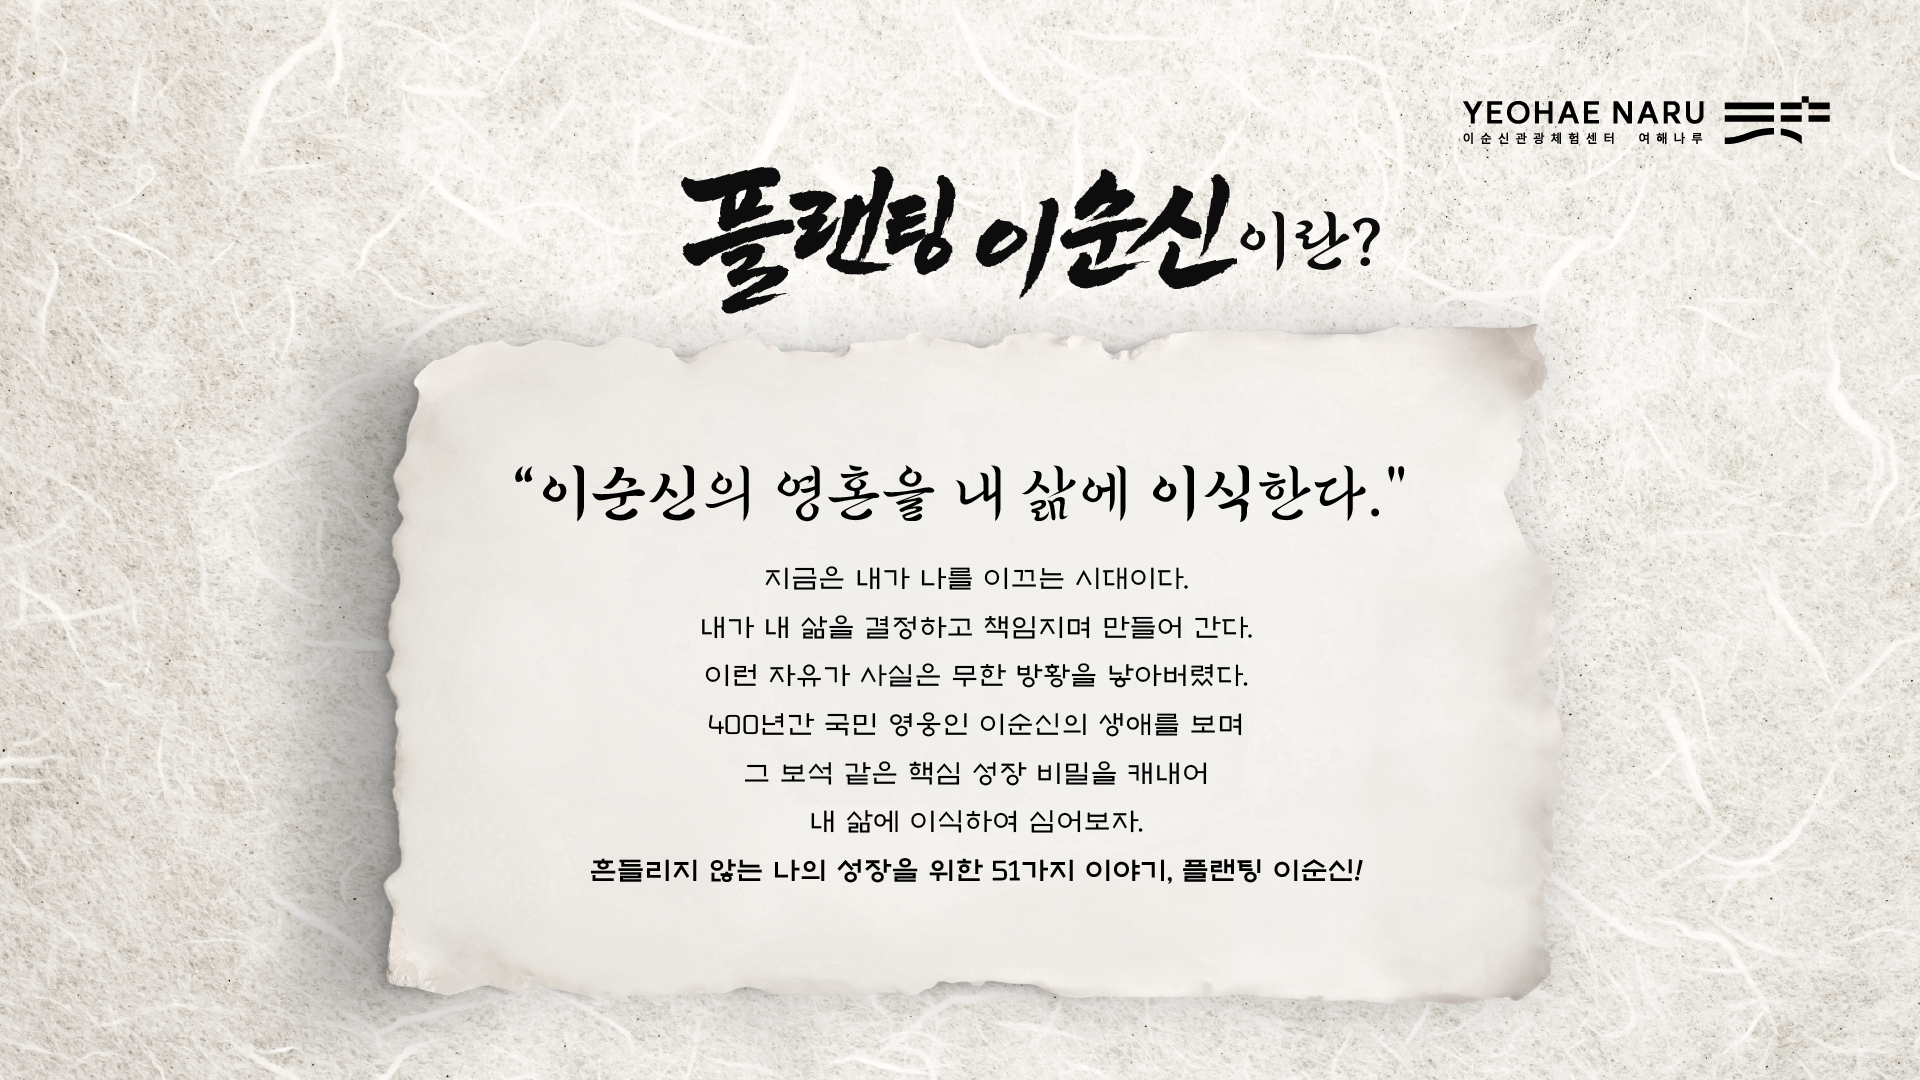 YEOHAE NARU
이순신관광체험센터 여해나루
플랜팅 이순신이란?
“이순신의 영혼을 내 삶에 이식한다."
지금은 내가 나를 이끄는 시대이다.
내가 내 삶을 결정하고 책임지며 만들어 간다.
이런 자유가 사실은 무한 방황을 낳아버렸다.
400년간 국민 영웅인 이순신의 생애를 보며
그 보석 같은 핵심 성장 비밀을 캐내어
내 삶에 이식하여 심어보자.
흔들리지 않는 나의 성장을 위한 51가지 이야기, 플랜팅 이순신!